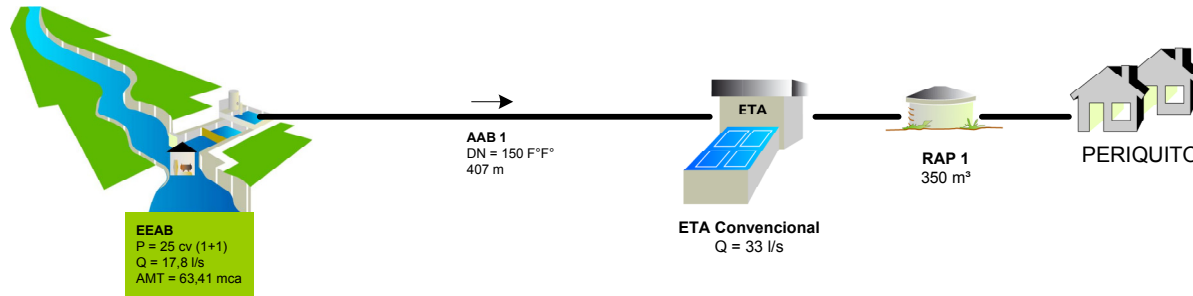 AAB 1
DN = 150 F°F°
407 m
ETA
RAP 1
350 m³
PERIQUITO
ETA Convencional
Q = 33 l/s
EEAB
P = 25 cv (1+1)
Q = 17,8 l/s
AMT = 63,41 mca